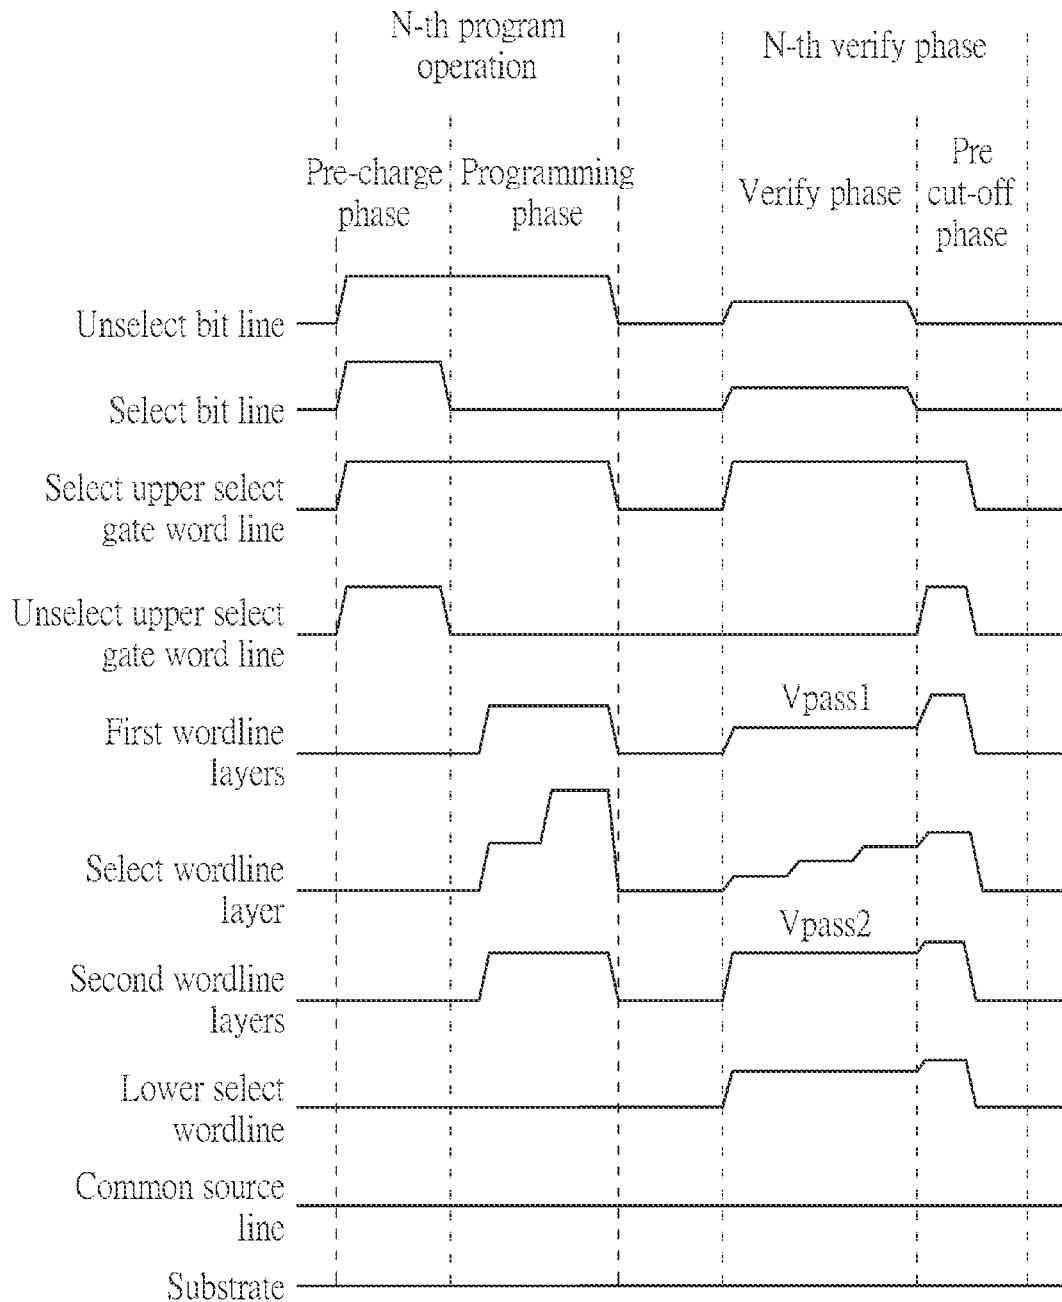 N-th program
operation
N-th verify phase
Pre-charge
phase
Programming
phase
Verify phase
Pre
cut-off
phase
Unselect bit line
Select bit line
Select upper select
gate word line
Unselect upper select
gate word line
First wordline
layers
Vpass1
Select wordline
layer
Vpass2
Second wordline
layers
Lower select
wordline
Common source
line
Substrate